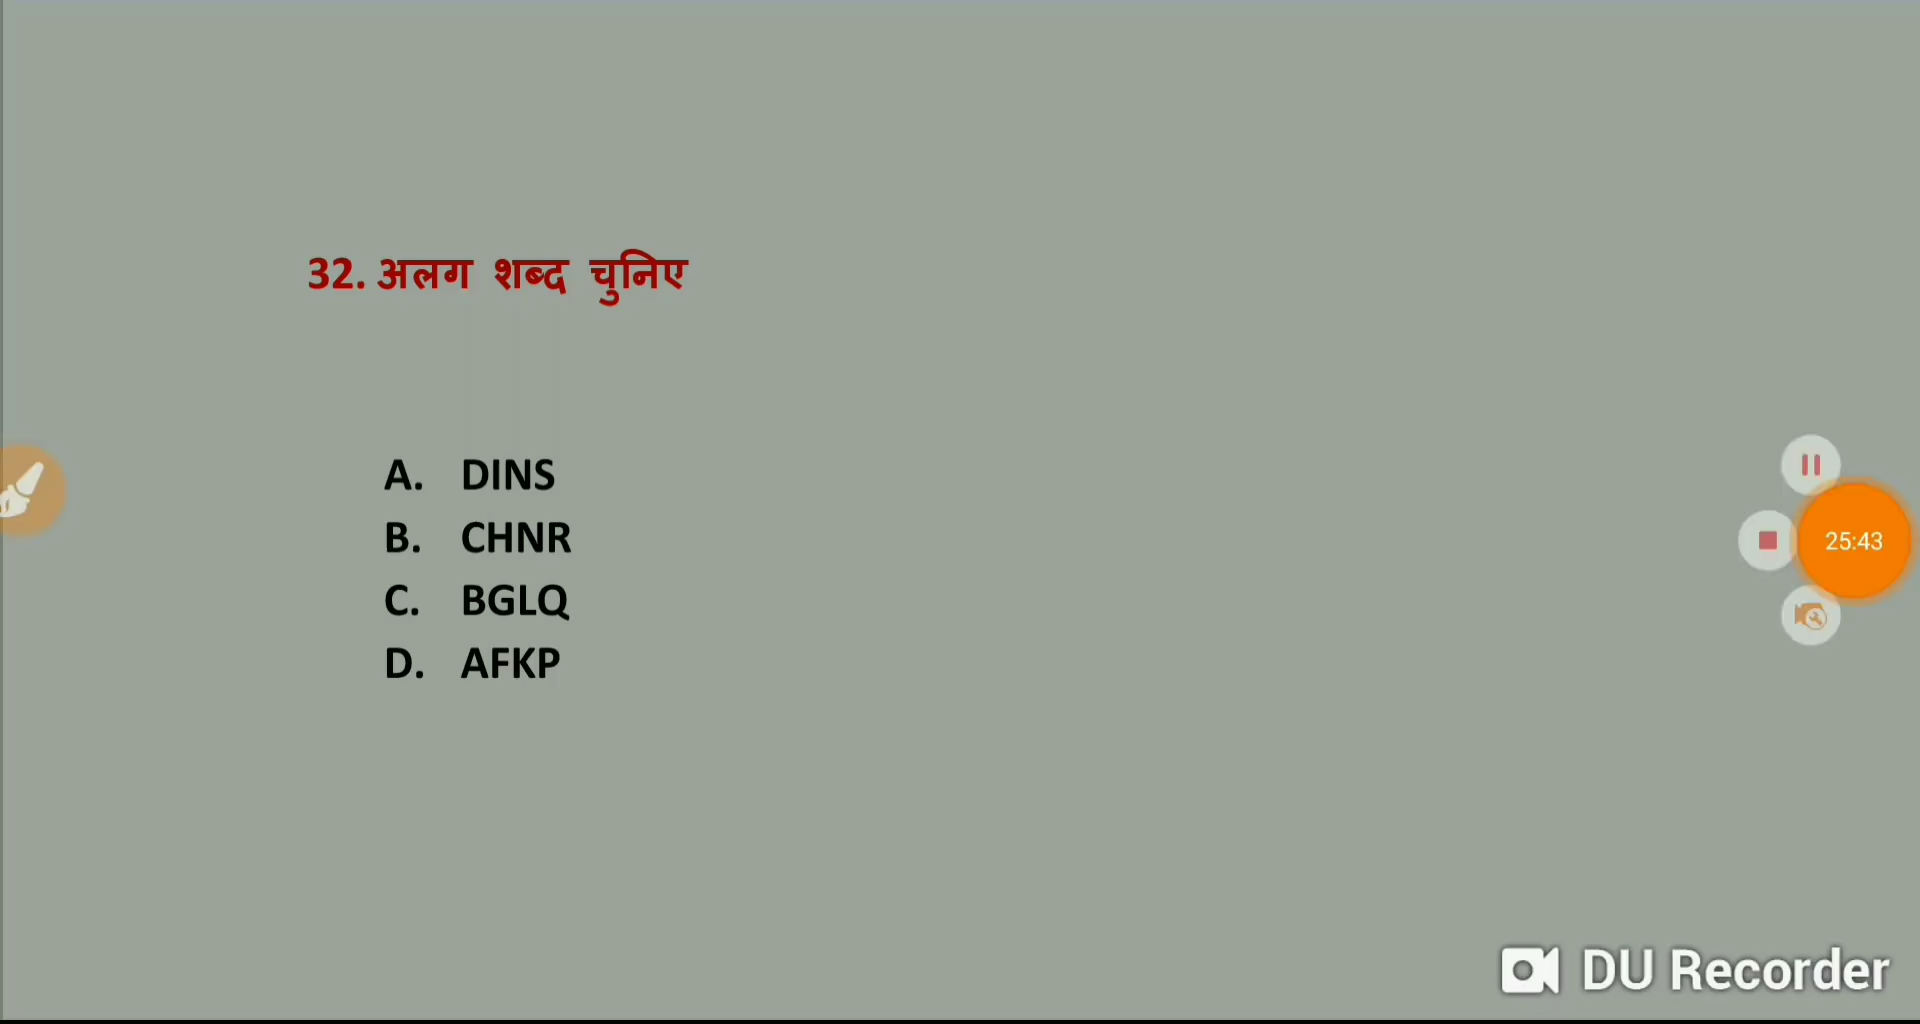 32. अलग शब्द चुनिए
A. DINS
B. CHNR
C. BGLQ
D. AFKP
25:43
DU Recorder